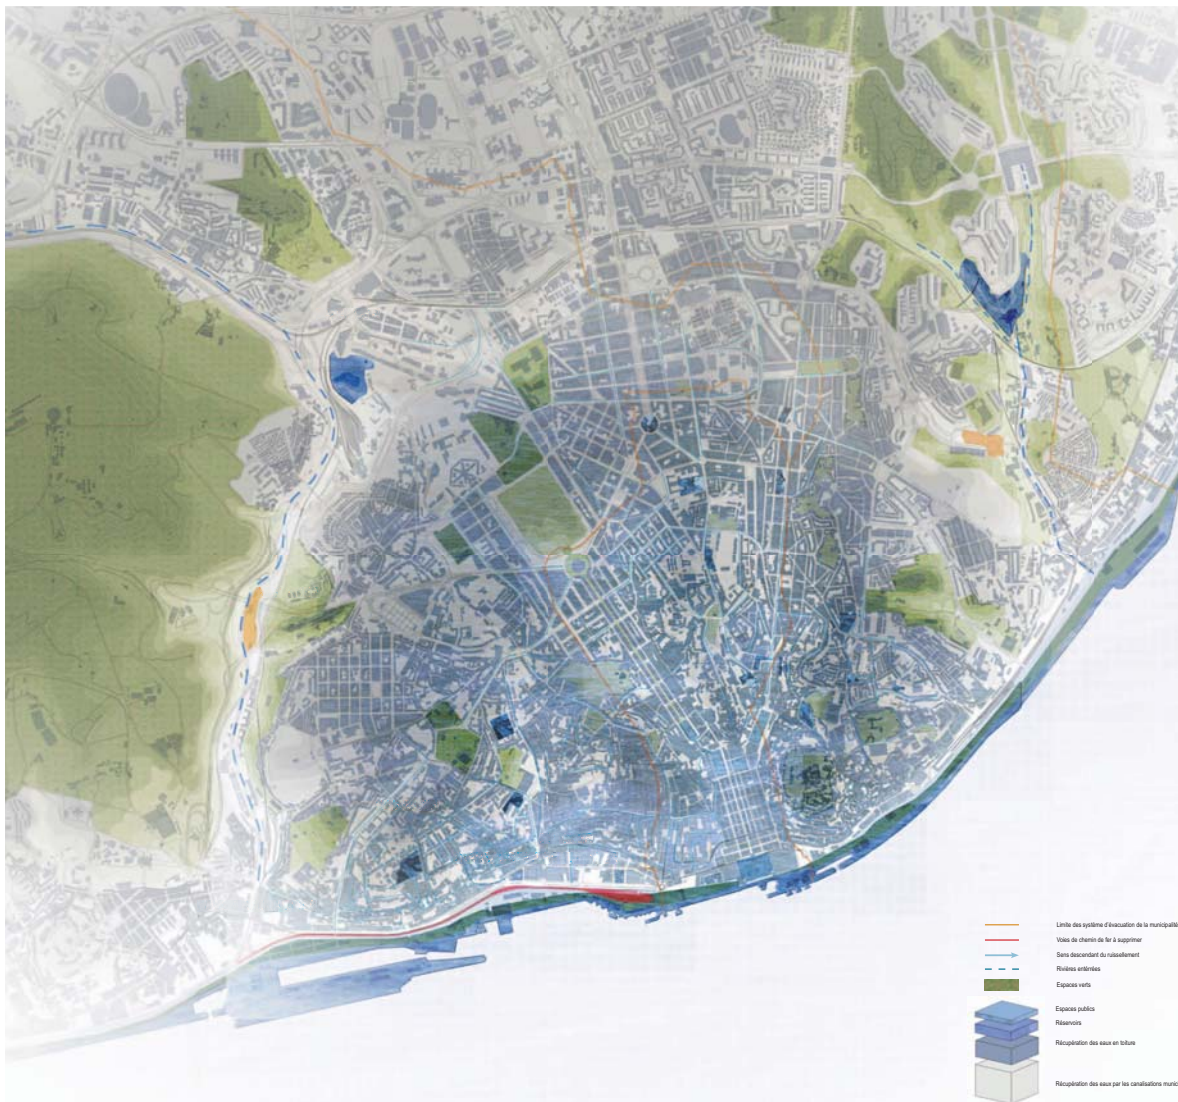 Limite des système d'évacuation de la municipalité
Voies de chemin de fer à supprimer
Sens descendant du ruissellement
Rivières entérrées
Espaces verts
Espaces publics
Réservoirs
Récupération des eaux en toiture
Récupération des eaux par les canalisations munic